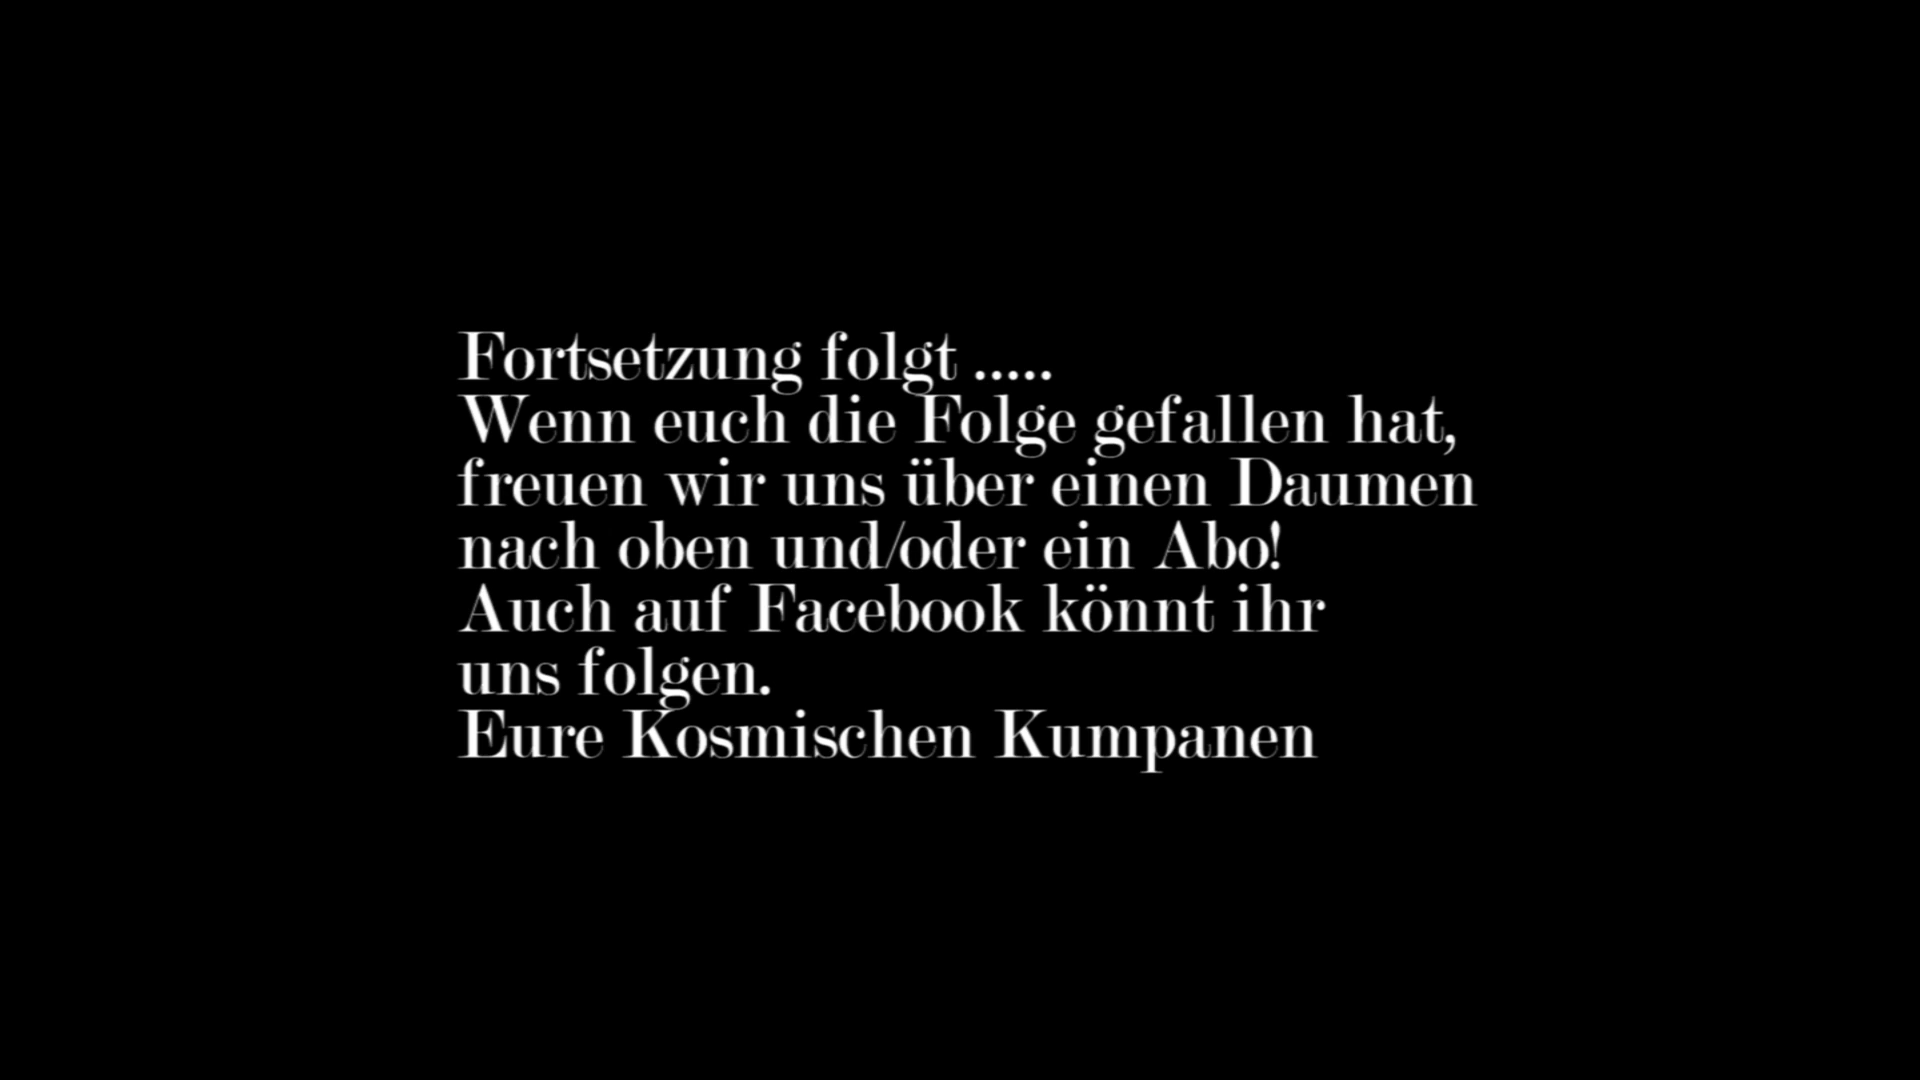 Fortsetzung folgt .....
Wenn euch die Folge gefallen hat,
freuen wir uns über einen Daumen
nach oben und/oder ein Abo!
Auch auf Facebook könnt ihr
uns folgen.
Eure Kosmischen Kumpanen